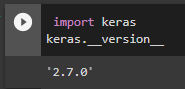 import keras
keras.__version__
'2.7.0'